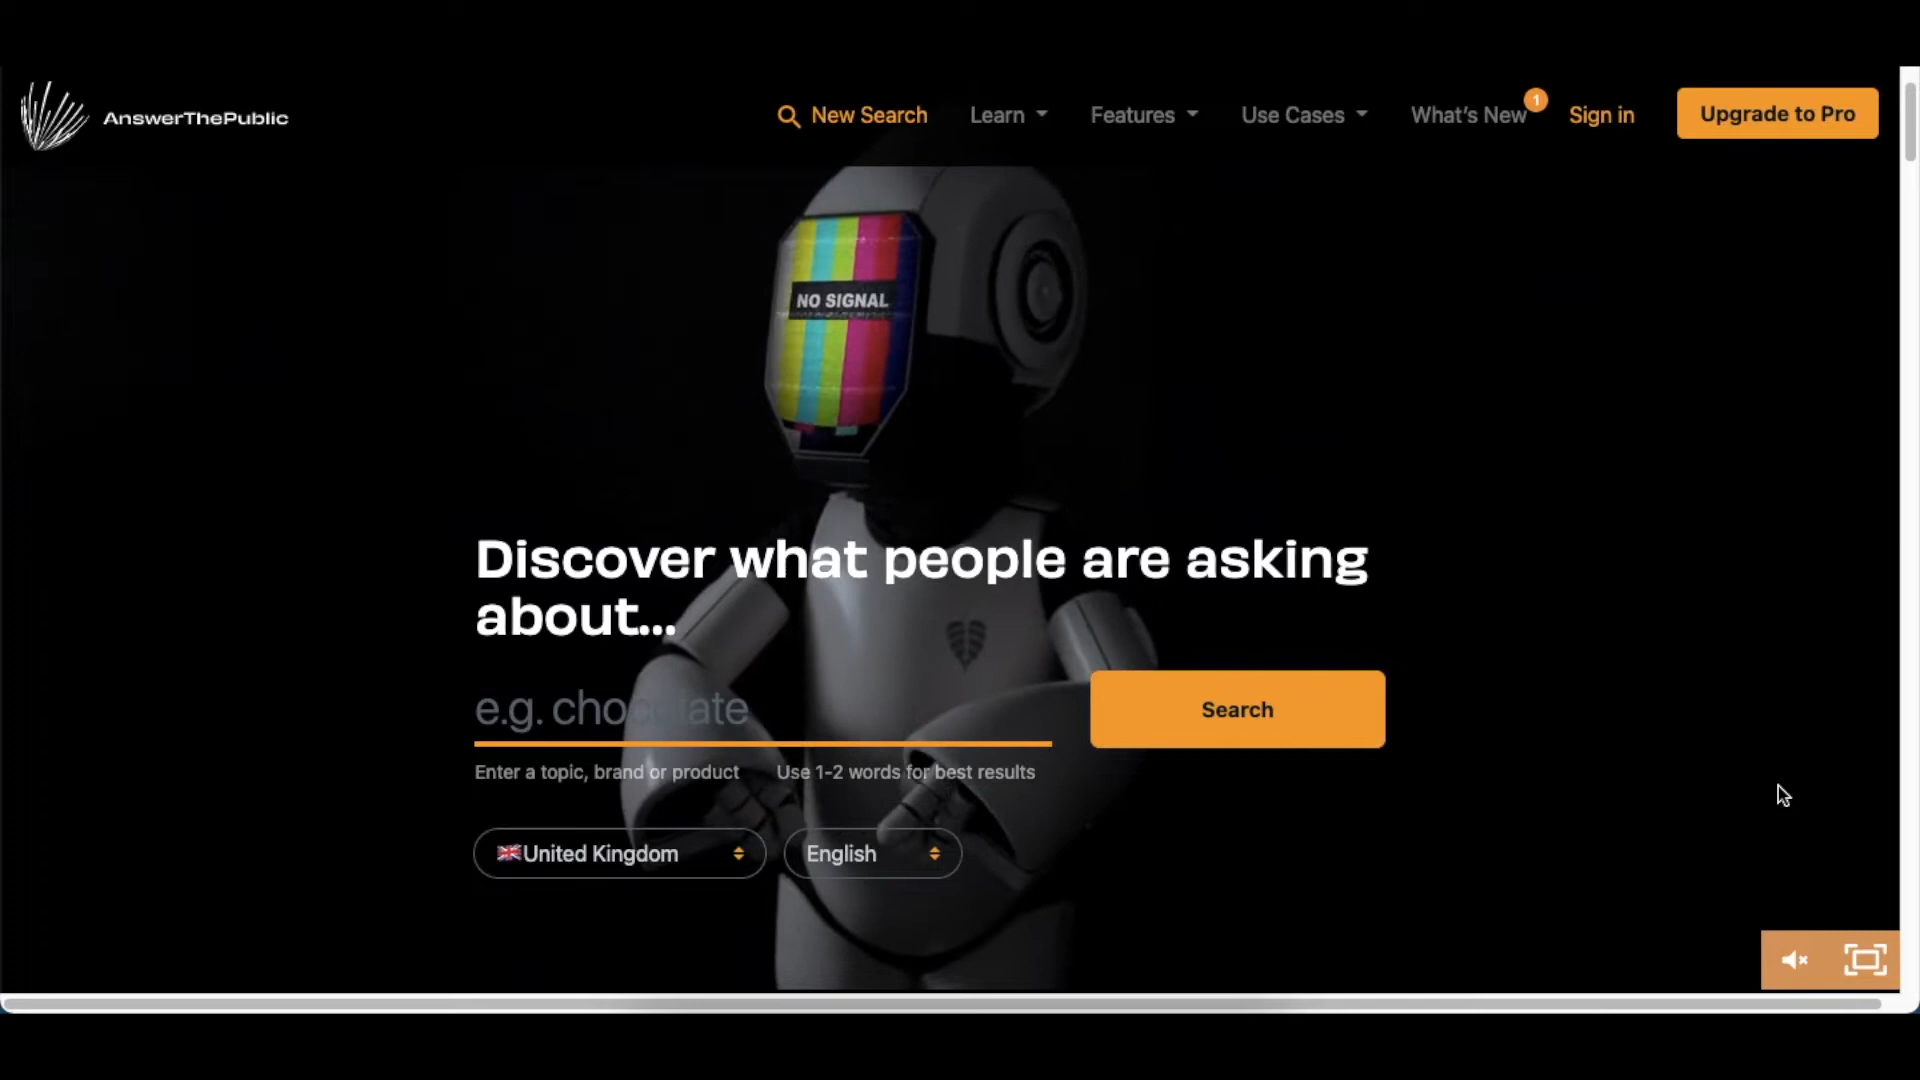 AnswerThePublic
New Search
Learn
Features
Use Cases
What's New
1
Sign in
Upgrade to Pro
NO SIGNAL
Discover what people are asking
about...
e.g. chocolate
Search
Enter a topic, brand or product
Use 1-2 words for best results
🇬🇧United Kingdom
English